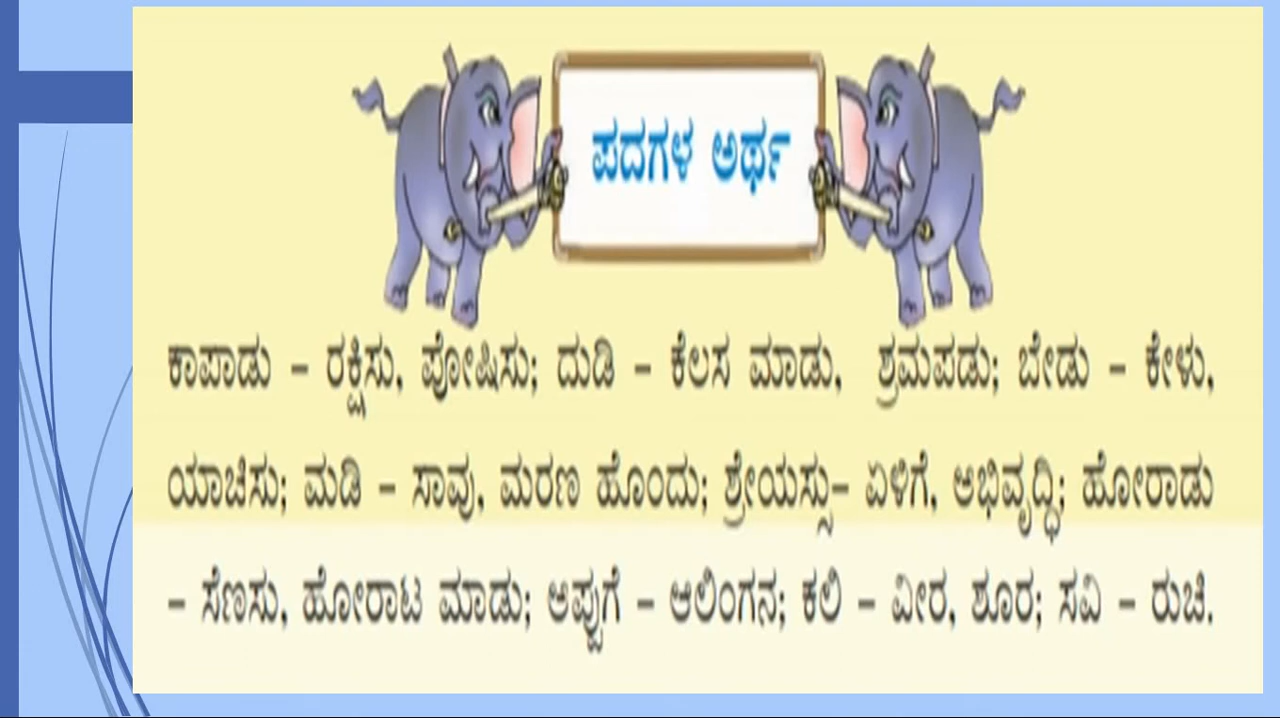 ಪದಗಳ ಅರ್ಥ
ಕಾಪಾಡು – ರಕ್ಷಿಸು, ಪೋಷಿಸು; ದುಡಿ – ಕೆಲಸ ಮಾಡು, ಶ್ರಮಪಡು; ಬೇಡು – ಕೇಳು,
ಯಾಚಿಸು; ಮಡಿ – ಸಾವು, ಮರಣ ಹೊಂದು; ಶ್ರೇಯಸ್ಸು– ಏಳಿಗೆ, ಅಭಿವೃದ್ಧಿ; ಹೋರಾಡು
– ಸೆಣಸು, ಹೋರಾಟ ಮಾಡು; ಅಪ್ಪುಗೆ – ಆಲಿಂಗನ; ಕಲಿ – ವೀರ, ಶೂರ; ಸವಿ – ರುಚಿ.